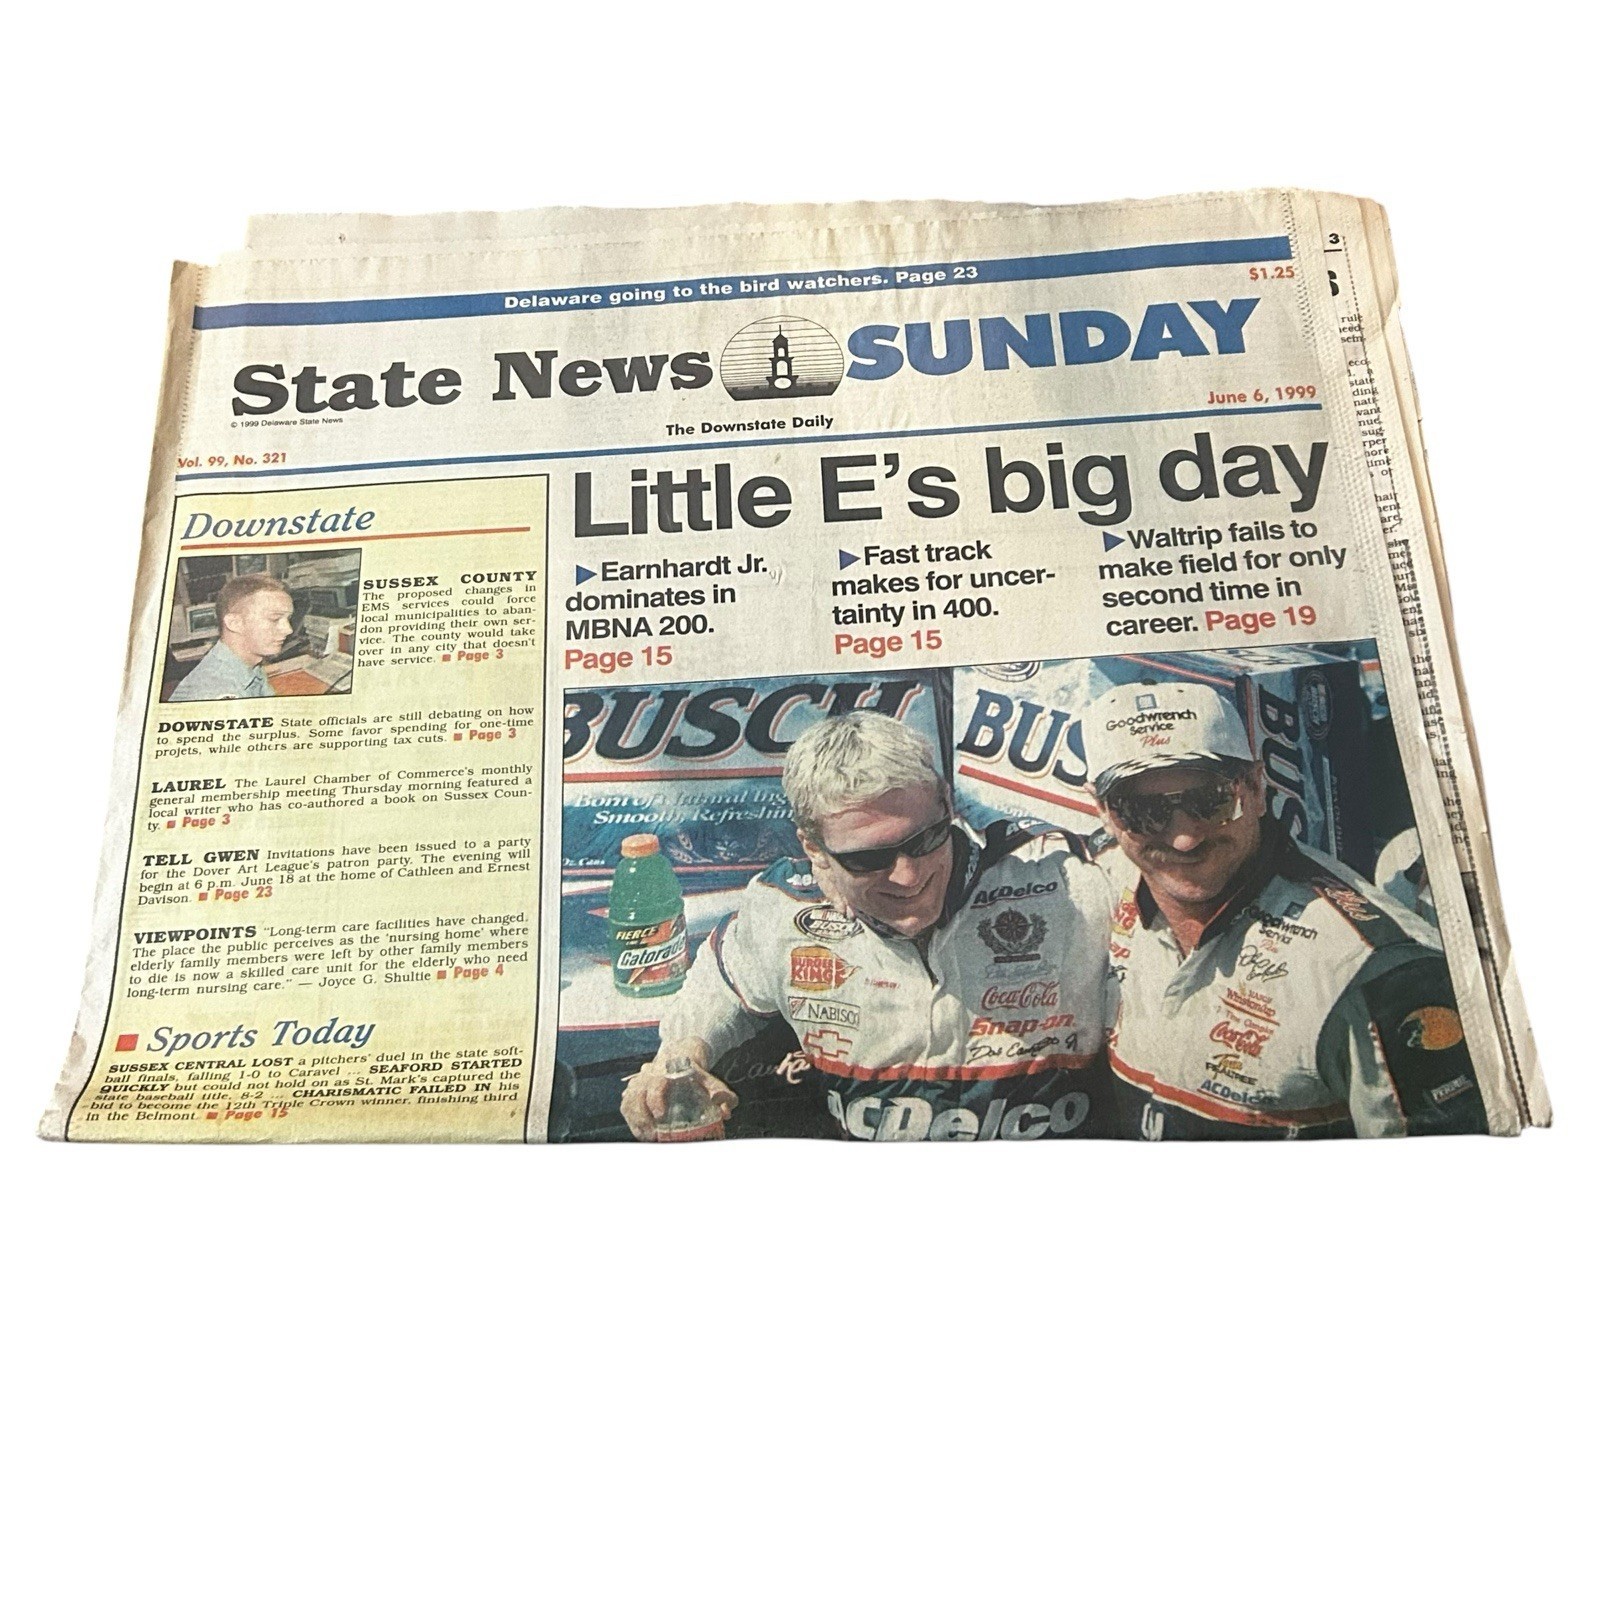 Delaware going to the bird watchers. Page 23
$1.25
State News SUNDAY
© 1999 Delaware State News
The Downstate Daily
June 6, 1999
Vol. 99, No. 321
Downstate
SUSSEX COUNTY
The proposed changes in
EMS services could force
local municipalities to aban-
don providing their own ser-
vice. The county would take
over in any city that doesn't
have service. ■ Page 3
DOWNSTATE State officials are still debating on how
to spend the surplus. Some favor spending for one-time
projets, while others are supporting tax cuts. ■ Page 3
LAUREL The Laurel Chamber of Commerce's monthly
general membership meeting Thursday morning featured a
local writer who has co-authored a book on Sussex Coun-
ty. ■ Page 3
TELL GWEN Invitations have been issued to a party
for the Dover Art League's patron party. The evening will
begin at 6 p.m. June 18 at the home of Cathleen and Ernest
Davison. ■ Page 23
VIEWPOINTS "Long-term care facilities have changed.
The place the public perceives as the 'nursing home' where
elderly family members were left by other family members
to die is now a skilled care unit for the elderly who need
long-term nursing care." — Joyce G. Shultie ■ Page 4
■ Sports Today
SUSSEX CENTRAL LOST a pitchers' duel in the state soft-
ball finals, falling 1-0 to Caravel ... SEAFORD STARTED
QUICKLY but could not hold on as St. Mark's captured the
state baseball title, 8-2 ... CHARISMATIC FAILED IN his
bid to become the 12th Triple Crown winner, finishing third
in the Belmont. ■ Page 15
Little E's big day
▶Earnhardt Jr.
dominates in
MBNA 200.
Page 15
▶Fast track
makes for uncer-
tainty in 400.
Page 15
▶Waltrip fails to
make field for only
second time in
career. Page 19
BUSCH
BUS
BUS
Smooth Refreshin
Goodwrench
Service
Plus
FIERCE
Gatorade
BURGER
KING
NABISCO
ACDelco
Coca-Cola
Snap-on
Dale Earnhardt Jr
ACDelco
Goodwrench
Service
Plus
Winston
Coca-Cola
REALTREE
ACDelco
3